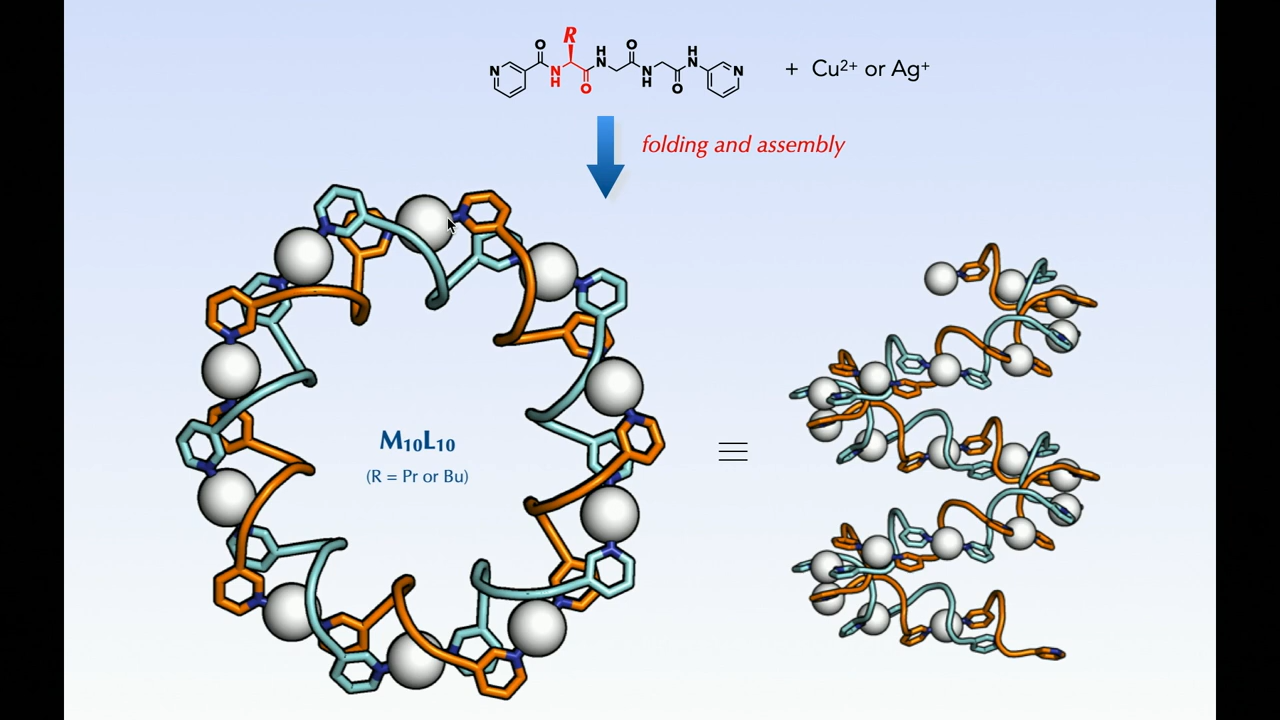 R
O H N O H N
N N H O N H O N
+ Cu²⁺ or Ag⁺
folding and assembly
M₁₀L₁₀
(R = Pr or Bu)
≡